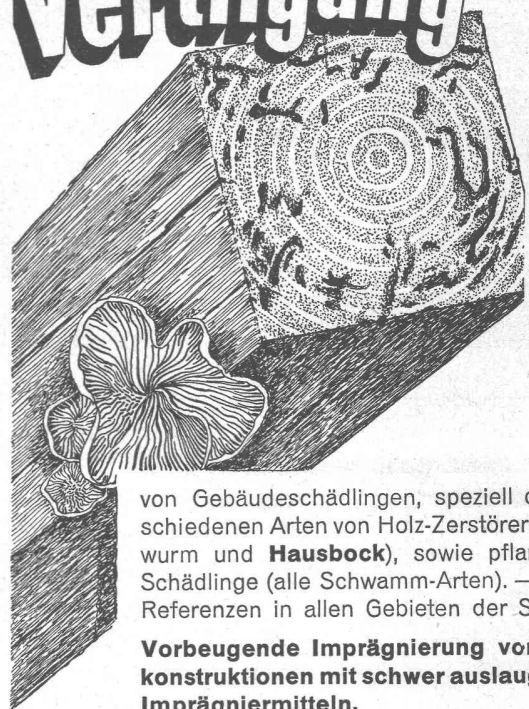 Vertilgung
von Gebäudeschädlingen, speziell
schiedenen Arten von Holz-Zerstörer
wurm und Hausbock), sowie
Schädlinge (alle Schwamm-Arten). —
Referenzen in allen Gebieten der
Vorbeugende Imprägnierung
konstruktionen mit schwer
Imprägniermitteln.